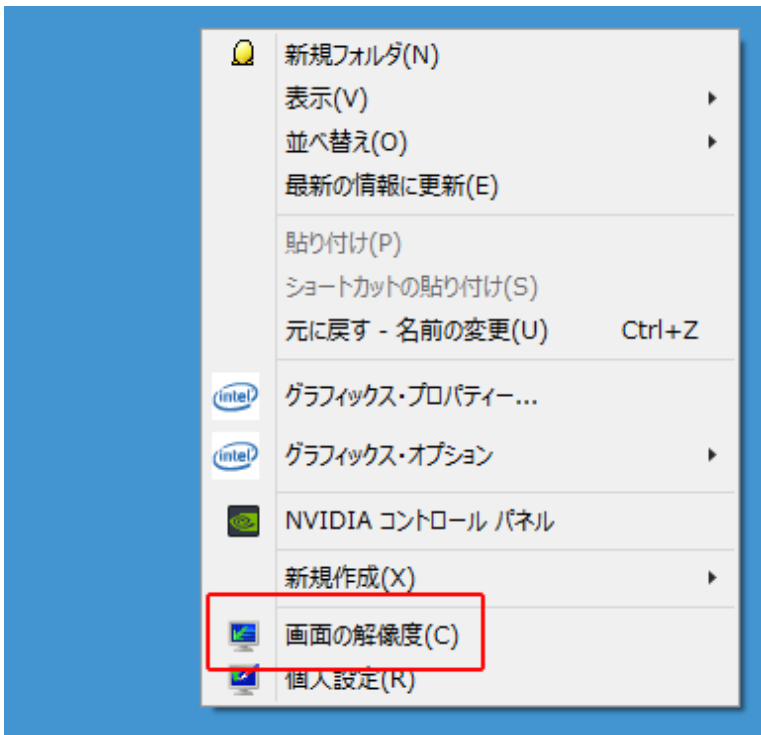 新規フォルダ(N)
表示(V)
並べ替え(O)
最新の情報に更新(E)
貼り付け(P)
ショートカットの貼り付け(S)
元に戻す - 名前の変更(U) Ctrl+Z
intel グラフィックス・プロパティー...
intel グラフィックス・オプション
NVIDIA コントロール パネル
新規作成(X)
画面の解像度(C)
個人設定(R)